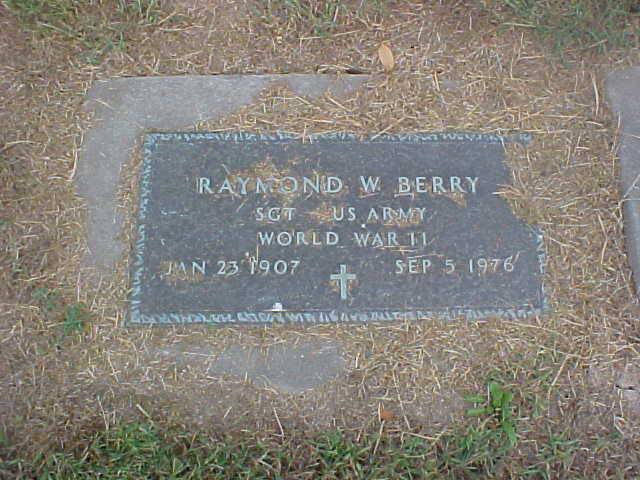 RAYMOND W BERRY
SGT US ARMY
WORLD WAR II
JAN 23 1907 SEP 5 1976